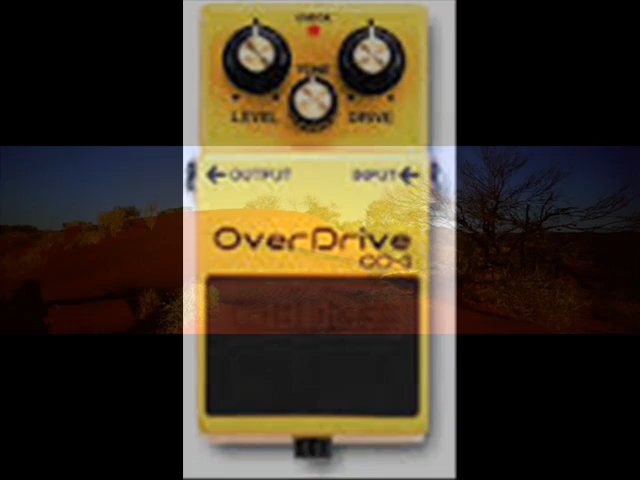 CHECK
TONE
LEVEL DRIVE
OUTPUT INPUT
OverDrive
OD-3